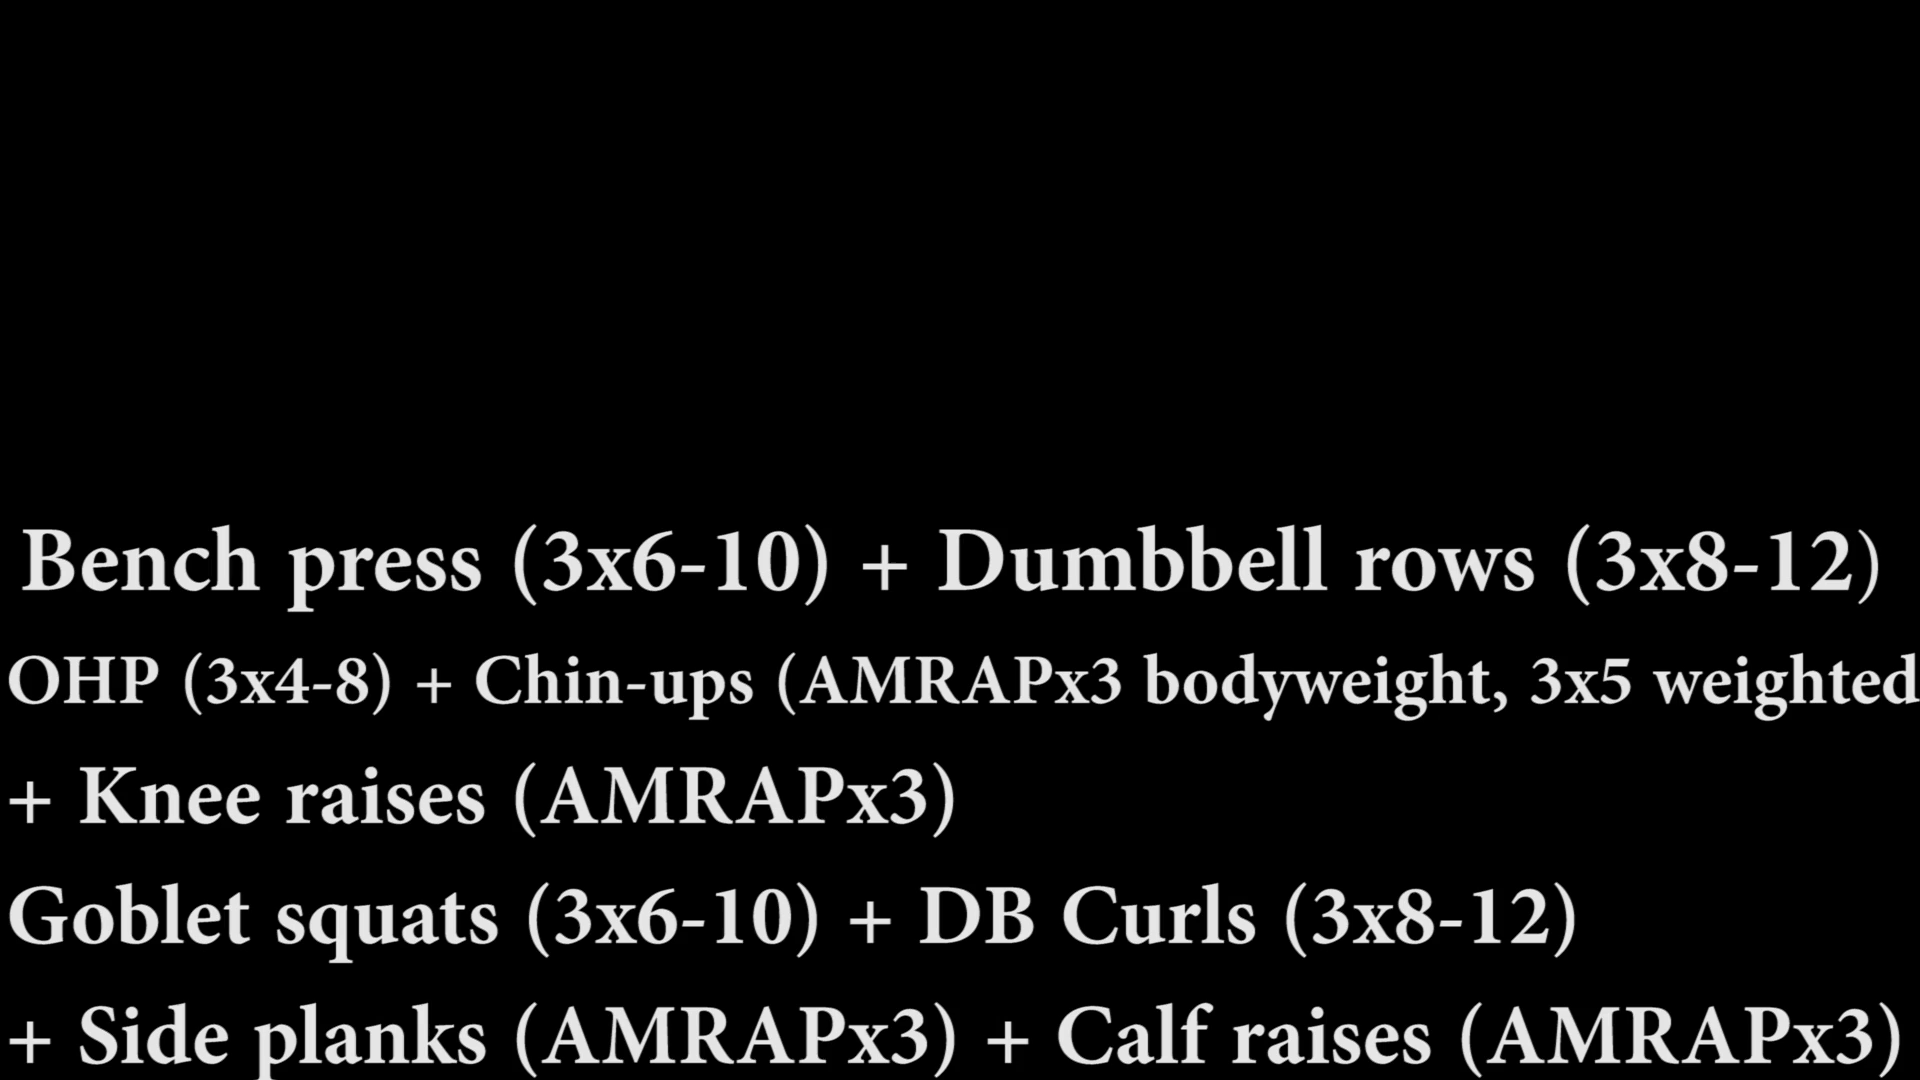 Bench press (3x6-10) + Dumbbell rows (3x8-12)
OHP (3x4-8) + Chin-ups (AMRAPx3 bodyweight, 3x5 weighted
+ Knee raises (AMRAPx3)
Goblet squats (3x6-10) + DB Curls (3x8-12)
+ Side planks (AMRAPx3) + Calf raises (AMRAPx3)